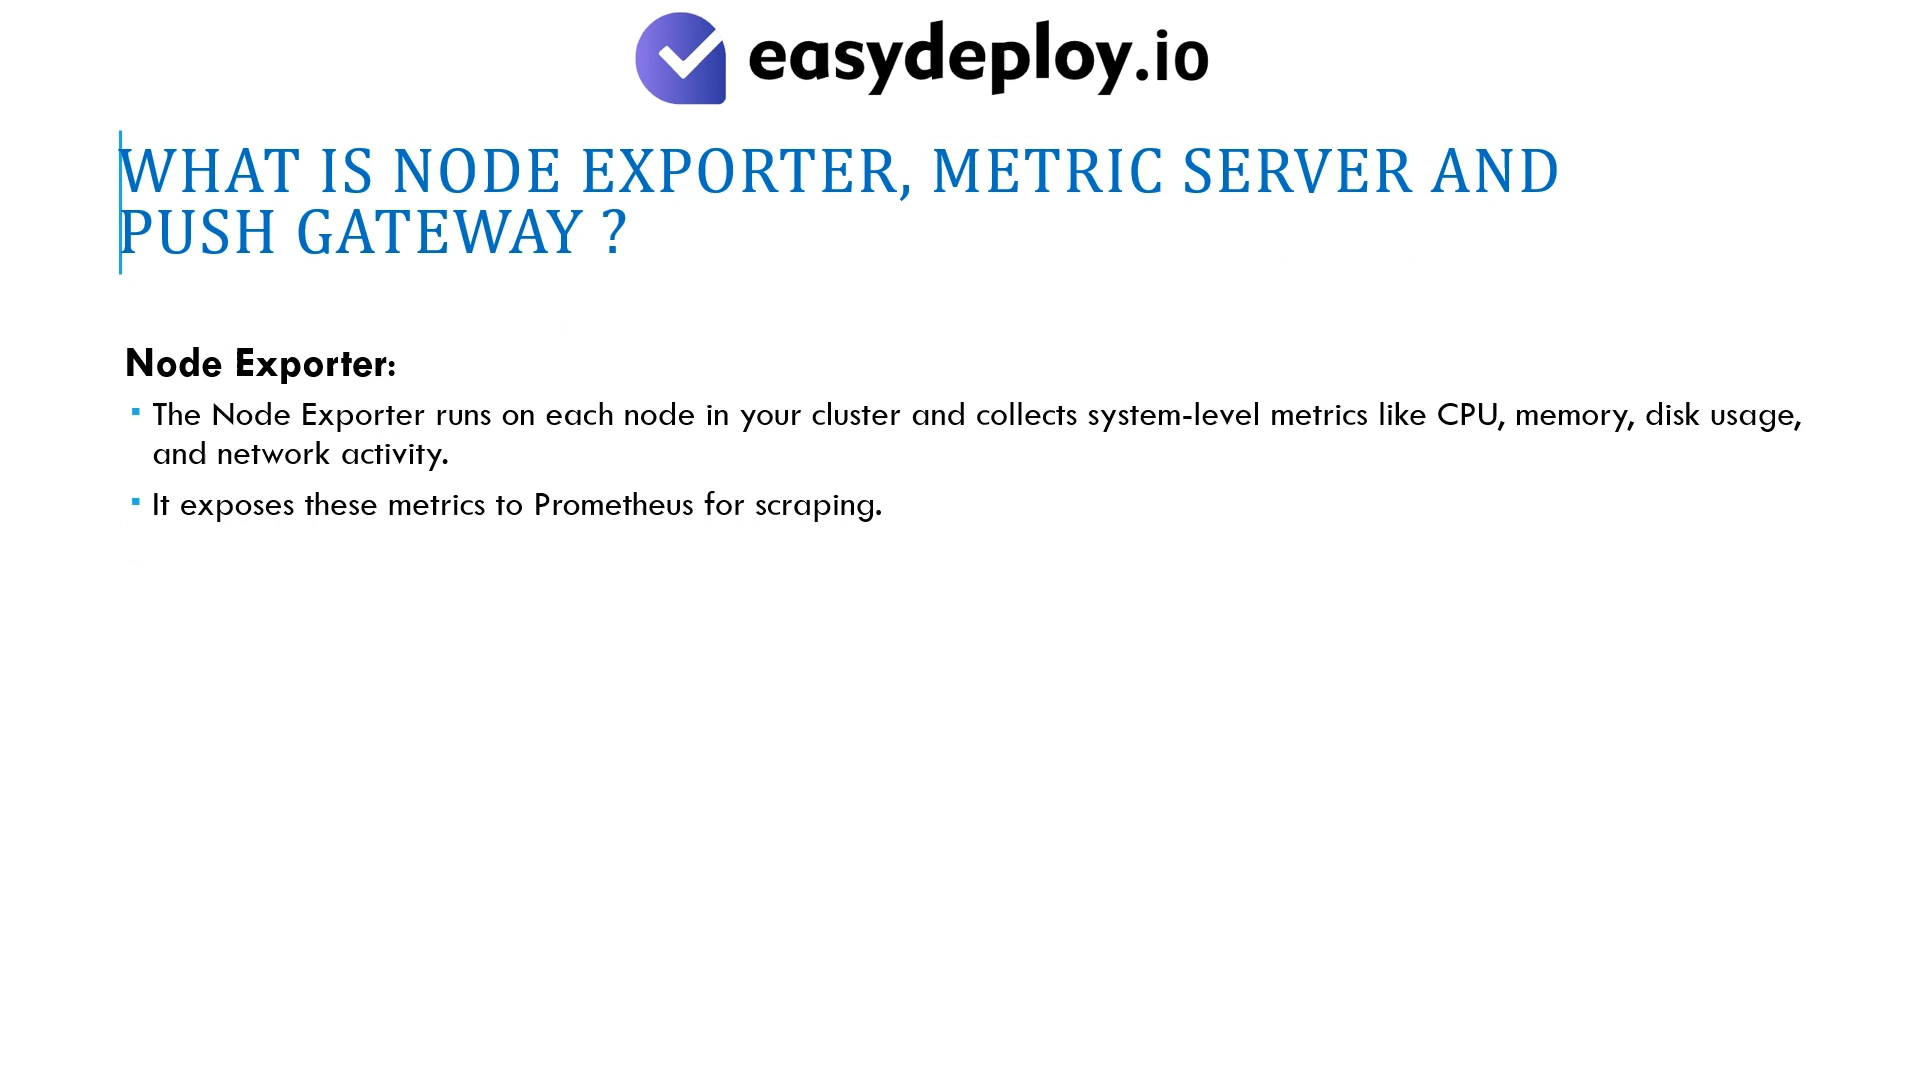 easydeploy.io
WHAT IS NODE EXPORTER, METRIC SERVER AND
PUSH GATEWAY ?
Node Exporter:
▪ The Node Exporter runs on each node in your cluster and collects system-level metrics like CPU, memory, disk usage,
and network activity.
▪ It exposes these metrics to Prometheus for scraping.